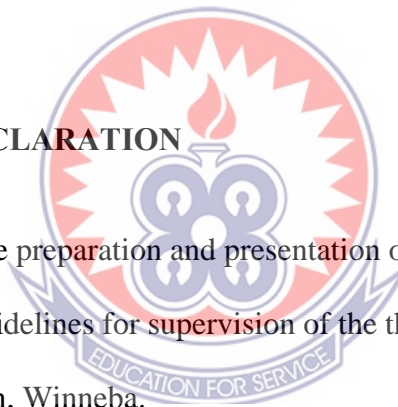 CLARATION
e preparation and presentation o
idelines for supervision of the th
n, Winneba.
EDUCATION FOR SERVICE